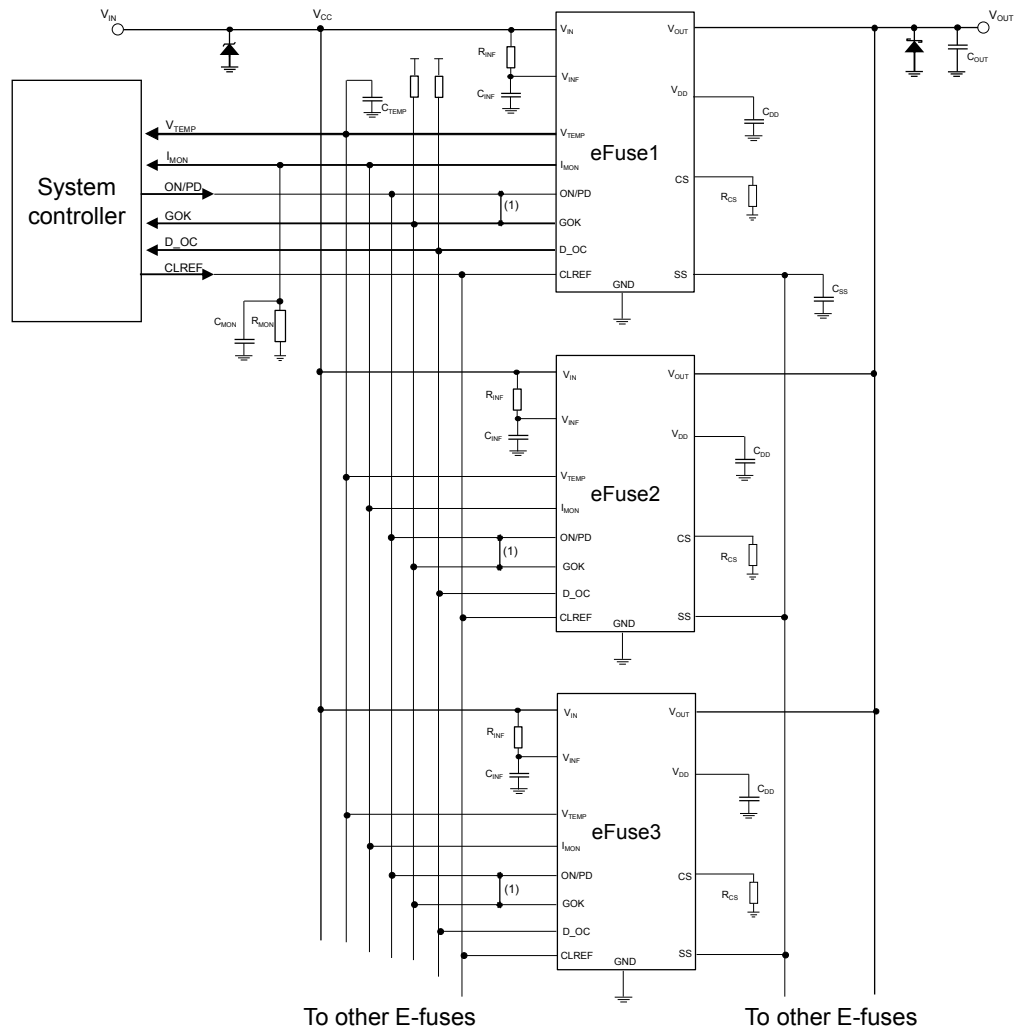 VIN
VCC
VOUT
RINF
VIN
VOUT
COUT
VINF
CINF
CTEMP
VDD
CDD
VTEMP
VTEMP
IMON
IMON
eFuse1
System
controller
ON/PD
ON/PD
(1)
CS
RCS
GOK
GOK
D_OC
D_OC
CLREF
CLREF
SS
GND
CSS
CMON
RMON
VIN
VOUT
RINF
VINF
CINF
VDD
CDD
VTEMP
eFuse2
IMON
ON/PD
CS
(1)
RCS
GOK
D_OC
CLREF
SS
GND
VIN
VOUT
RINF
VINF
CINF
VDD
CDD
VTEMP
eFuse3
IMON
ON/PD
CS
(1)
RCS
GOK
D_OC
CLREF
SS
GND
To other E-fuses
To other E-fuses